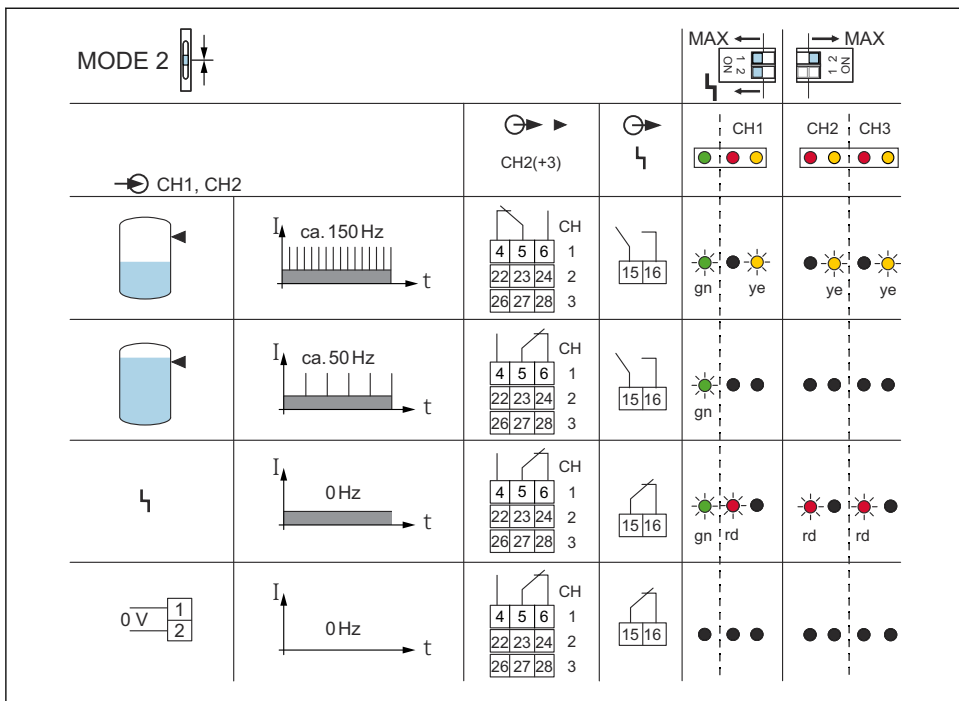 MODE 2
MAX
1 2
ON
MAX
1 2
ON
CH1, CH2
CH2(+3)
CH1
CH2
CH3
I
ca. 150 Hz
t
CH
4 5 6 1
22 23 24 2
26 27 28 3
15 16
gn ye ye ye
I
ca. 50 Hz
t
CH
4 5 6 1
22 23 24 2
26 27 28 3
15 16
gn
I
0 Hz
t
CH
4 5 6 1
22 23 24 2
26 27 28 3
15 16
gn rd rd rd
0 V
1
2
I
0 Hz
t
CH
4 5 6 1
22 23 24 2
26 27 28 3
15 16